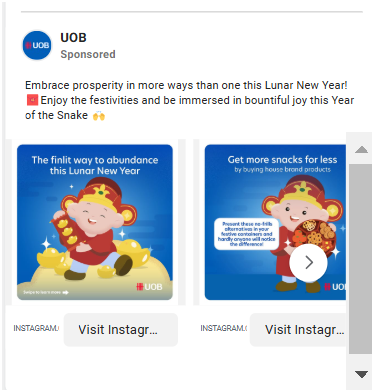 UOB
UOB
Sponsored
Embrace prosperity in more ways than one this Lunar New Year!
🧧Enjoy the festivities and be immersed in bountiful joy this Year
of the Snake 🙌
The finlit way to abundance
this Lunar New Year
UOB
Get more snacks for less
by buying house brand products
Present these no-frills
alternatives in your
festive containers and
hardly anyone will notice
the difference!
UOB
INSTAGRAM.C
Visit Instagr...
INSTAGRAM.C
Visit Instagr...